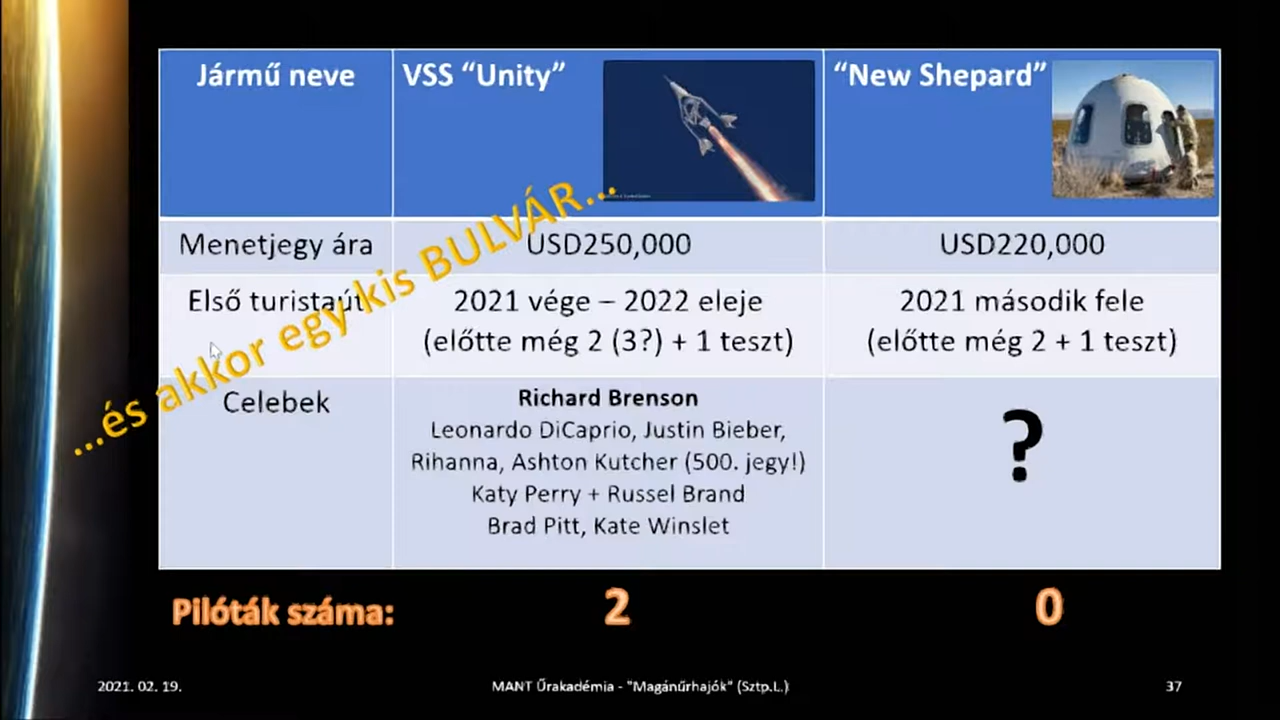 Jármű neve
VSS “Unity”
“New Shepard”
Menetjegy ára
USD250,000
USD220,000
Első turistaút
2021 vége – 2022 eleje
(előtte még 2 (3?) + 1 teszt)
2021 második fele
(előtte még 2 + 1 teszt)
Celebek
Richard Brenson
Leonardo DiCaprio, Justin Bieber,
Rihanna, Ashton Kutcher (500. jegy!)
Katy Perry + Russel Brand
Brad Pitt, Kate Winslet
?
...és akkor egy kis BULVÁR...
Pilóták száma:
2
0
2021. 02. 19.
MANT Űrakadémia - "Magánűrhajók" (Sztp.L.)
37